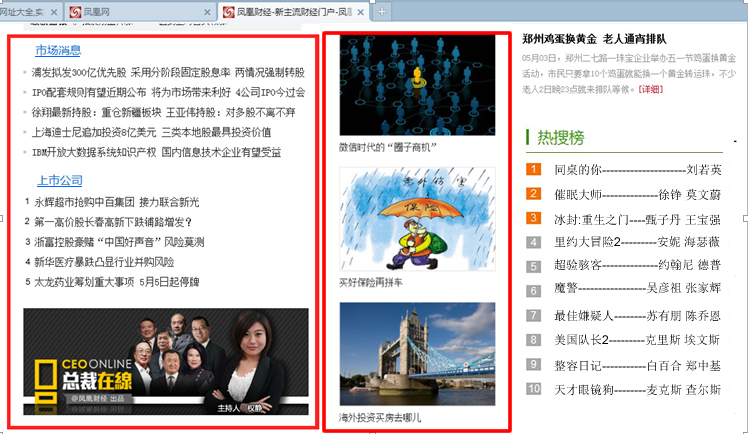 网址大全,实
凤凰网
凤凰财经-新主流财经门户-凤凰
市场消息
浦发拟发300亿优先股 采用分阶段固定股息率 两情况强制转股
IPO配套规则有望近期公布 将为市场带来利好 4公司IPO今过会
徐翔最新持股：重仓新疆板块 王亚伟持股：对多股不离不弃
上海迪士尼追加投资8亿美元 三类本地股最具投资价值
IBM开放大数据系统知识产权 国内信息技术企业有望受益
上市公司
1 永辉超市抢购中百集团 接力联合新光
2 第一高价股长春高新下跌铺路增发？
3 浙富控股豪赌“中国好声音”风险莫测
4 新华医疗暴跌凸显行业并购风险
5 太龙药业筹划重大事项 5月5日起停牌
CEO ONLINE
总裁在线
@凤凰财经 出品
主持人 权静
微信时代的“圈子商机”
意外伤害
保险
买好保险再拼车
海外投资买房去哪儿
郑州鸡蛋换黄金 老人通宵排队
05月03日，郑州二七路一珠宝企业举办五一节鸡蛋换黄金
活动，市民只要拿10个鸡蛋就能换一个黄金转运珠，不少
老人2日晚23点就来排队等候。[详细]
热搜榜
1 同桌的你--------------------刘若英
2 催眠大师--------------徐铮 莫文蔚
3 冰封:重生之门----甄子丹 王宝强
4 里约大冒险2---------安妮 海瑟薇
5 超验骇客--------------约翰尼 德普
6 魔警----------------吴彦祖 张家辉
7 最佳嫌疑人--------苏有朋 陈乔恩
8 美国队长2---------克里斯 埃文斯
9 整容日记-----------白百合 郑中基
10 天才眼镜狗--------麦克斯 查尔斯